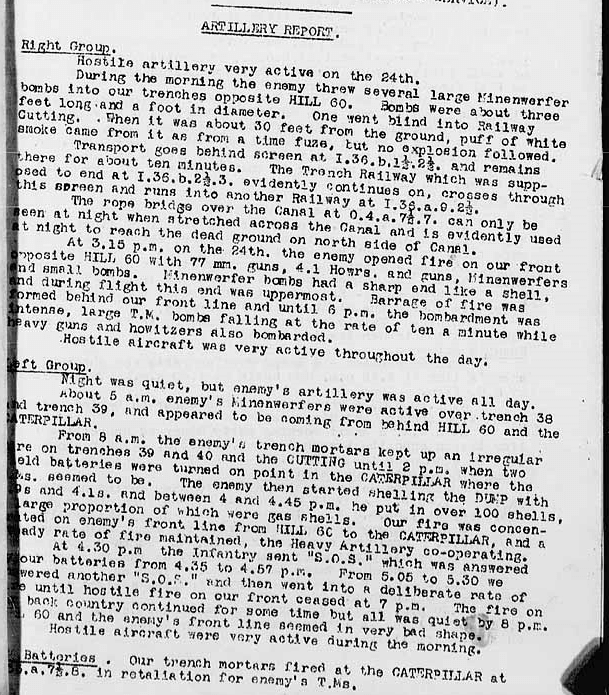 ARTILLERY REPORT.
Right Group.
Hostile artillery very active on the 24th.
During the morning the enemy threw several large Minenwerfer
bombs into our trenches opposite HILL 60. Bombs were about three
feet long and a foot in diameter. One went blind into Railway
Cutting. When it was about 30 feet from the ground, puff of white
smoke came from it as from a time fuze, but no explosion followed.
Transport goes behind screen at I.36.b.1½.2½. and remains
there for about ten minutes. The Trench Railway which was supp-
osed to end at I.36.b.2½.3. evidently continues on, crosses through
this screen and runs into another Railway at I.36.a.9.2½.
The rope bridge over the Canal at O.4.a.7½.7. can only be
seen at night when stretched across the Canal and is evidently used
at night to reach the dead ground on north side of Canal.
At 3.15 p.m. on the 24th. the enemy opened fire on our front
opposite HILL 60 with 77 mm. guns, 4.1 Howrs. and guns, Minenwerfers
and small bombs. Minenwerfer bombs had a sharp end like a shell,
and during flight this end was uppermost. Barrage of fire was
formed behind our front line and until 6 p.m. the bombardment was
intense, large T.M. bombs falling at the rate of ten a minute while
heavy guns and howitzers also bombarded.
Hostile aircraft was very active throughout the day.
Left Group.
Night was quiet, but enemy's artillery was active all day.
About 5 a.m. enemy's Minenwerfers were active over trench 38
and trench 39, and appeared to be coming from behind HILL 60 and the
CATERPILLAR.
From 8 a.m. the enemy's trench mortars kept up an irregular
re on trenches 39 and 40 and the CUTTING until 2 p.m. when two
eld batteries were turned on point in the CATERPILLAR where the
Ms. seemed to be. The enemy then started shelling the DUMP with
9s and 4.1s. and between 4 and 4.45 p.m. he put in over 100 shells,
large proportion of which were gas shells. Our fire was concen-
ated on enemy's front line from HILL 60 to the CATERPILLAR, and a
eady rate of fire maintained, the Heavy Artillery co-operating.
At 4.30 p.m the Infantry sent "S.O.S." which was answered
our batteries from 4.35 to 4.57 p.m. From 5.05 to 5.30 we
wered another "S.O.S." and then went into a deliberate rate of
e until hostile fire on our front ceased at 7 p.m. The fire on
back country continued for some time but all was quiet by 8 p.m.
60 and the enemy's front line seemed in very bad shape.
Hostile aircraft were very active during the morning.
Batteries. Our trench mortars fired at the CATERPILLAR at
.a.7½.8. in retaliation for enemy's T.Ms.